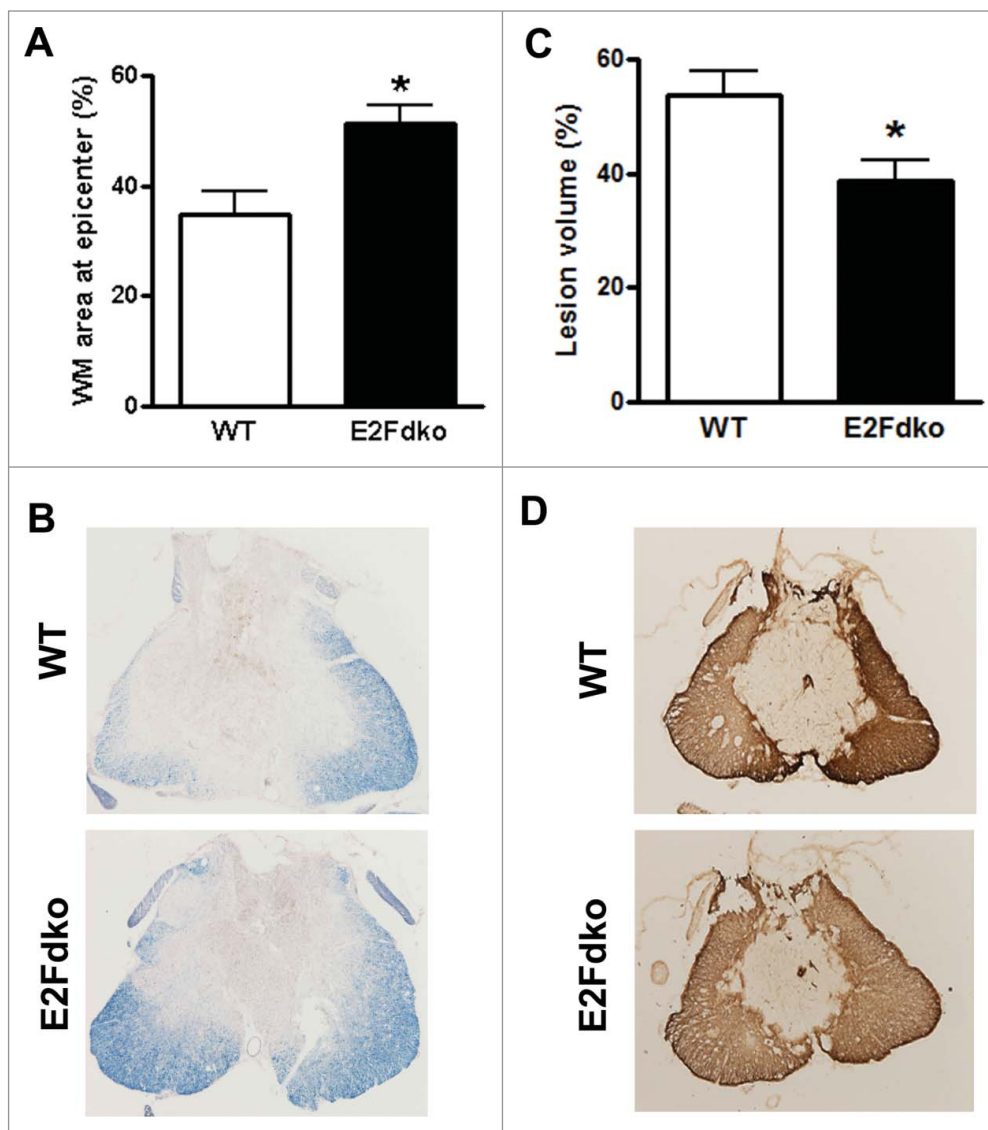 A
WM area at epicenter (%)
60
40
20
0
*
WT
E2Fdko
C
Lesion volume (%)
60
40
20
0
*
WT
E2Fdko
B
WT
E2Fdko
D
WT
E2Fdko